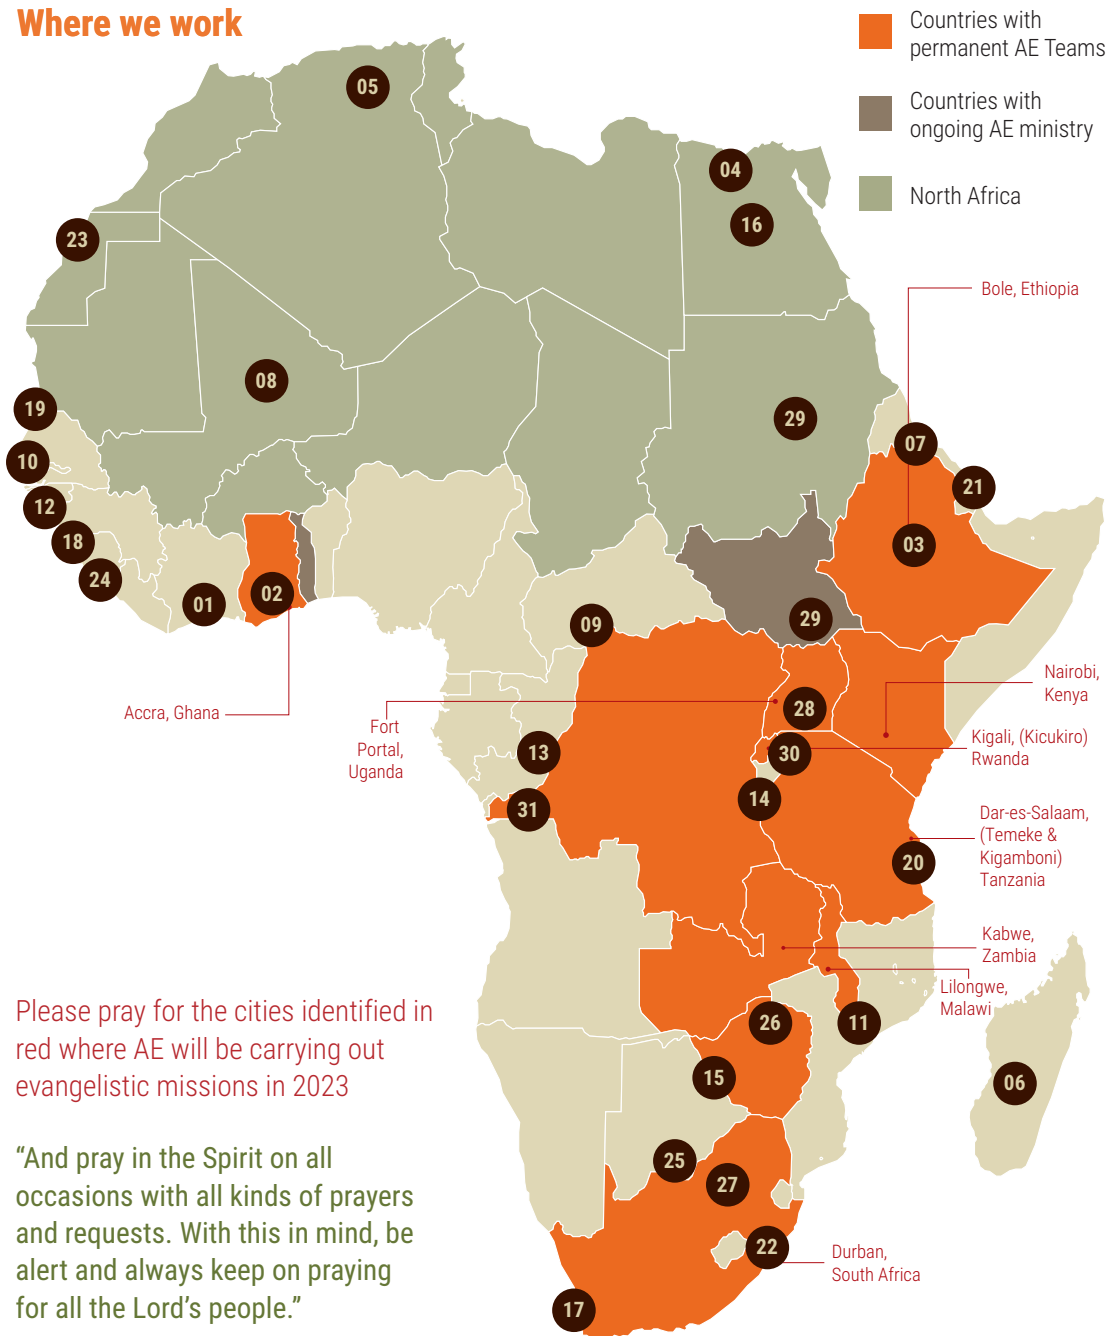 Where we work
Countries with
permanent AE Teams
Countries with
ongoing AE ministry
North Africa
05
04
16
23
Bole, Ethiopia
08
19
29
07
10
21
12
18
03
24
01
02
09
29
Nairobi,
Kenya
Accra, Ghana
Fort
Portal,
Uganda
28
Kigali, (Kicukiro)
Rwanda
13
30
14
31
Dar-es-Salaam,
(Temeke &
Kigamboni)
Tanzania
20
Kabwe,
Zambia
Lilongwe,
Malawi
26
11
15
06
25
27
22
Durban,
South Africa
17
Please pray for the cities identified in
red where AE will be carrying out
evangelistic missions in 2023
“And pray in the Spirit on all
occasions with all kinds of prayers
and requests. With this in mind, be
alert and always keep on praying
for all the Lord’s people.”